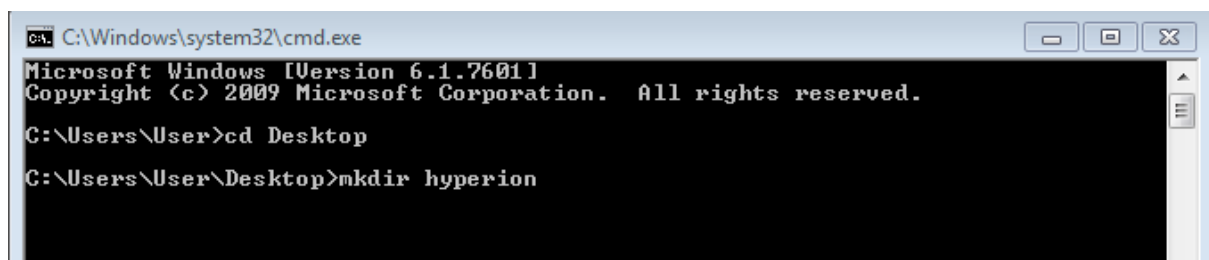 C:\Windows\system32\cmd.exe
Microsoft Windows [Version 6.1.7601]
Copyright (c) 2009 Microsoft Corporation.  All rights reserved.
C:\Users\User>cd Desktop
C:\Users\User\Desktop>mkdir hyperion